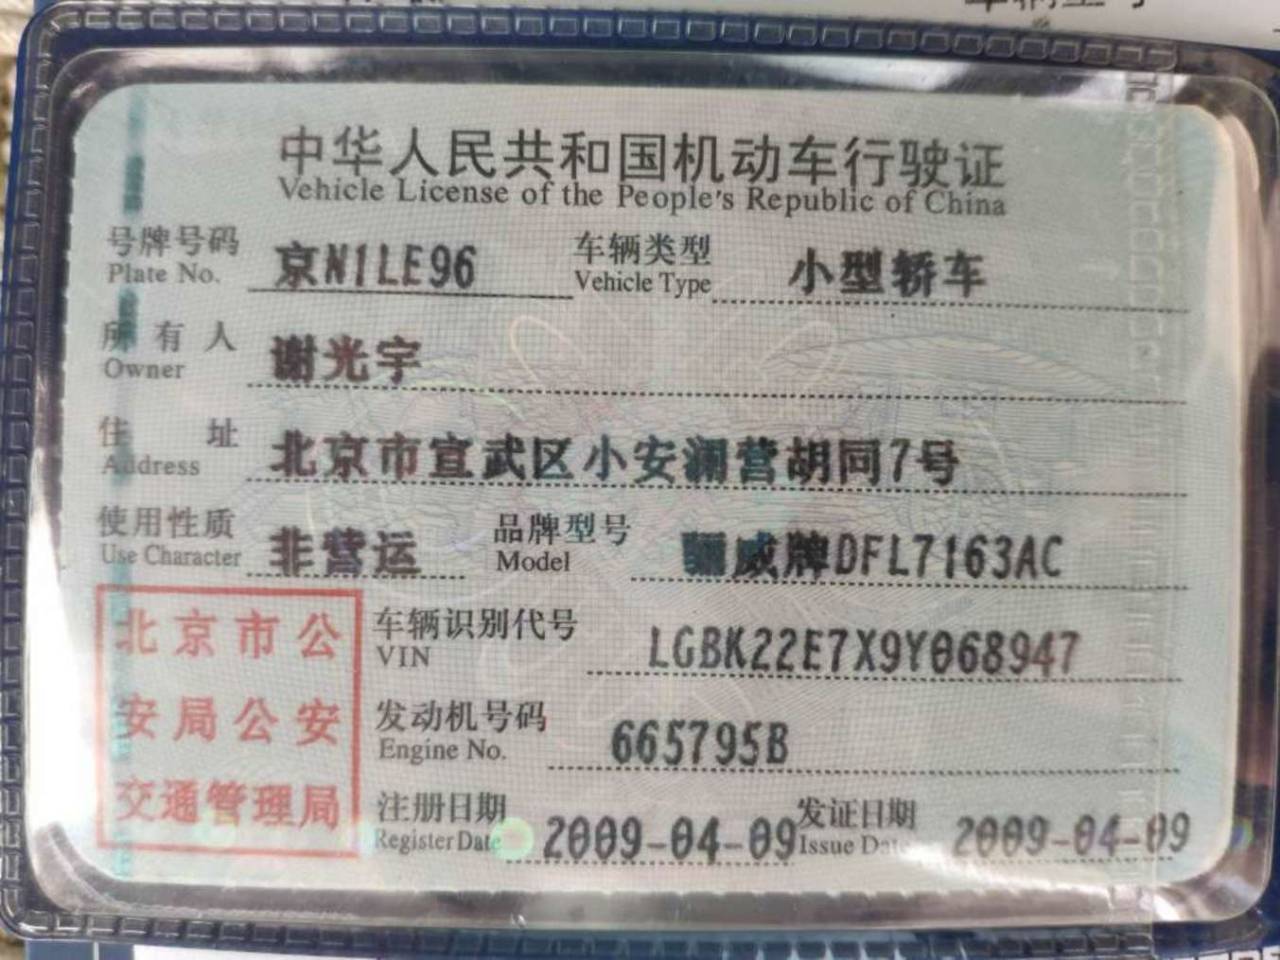 中华人民共和国机动车行驶证
Vehicle License of the People's Republic of China
号牌号码 京N1LE96 车辆类型 小型轿车
Plate No. Vehicle Type
所有人 谢光宇
Owner
住址 北京市宣武区小安澜营胡同7号
Address
使用性质 非营运 品牌型号 骊威牌DFL7163AC
Use Character Model
北京市公
安局公安
交通管理局
车辆识别代号 LGBK22E7X9Y068947
VIN
发动机号码 665795B
Engine No.
注册日期 2009-04-09 发证日期 2009-04-09
Register Date Issue Date